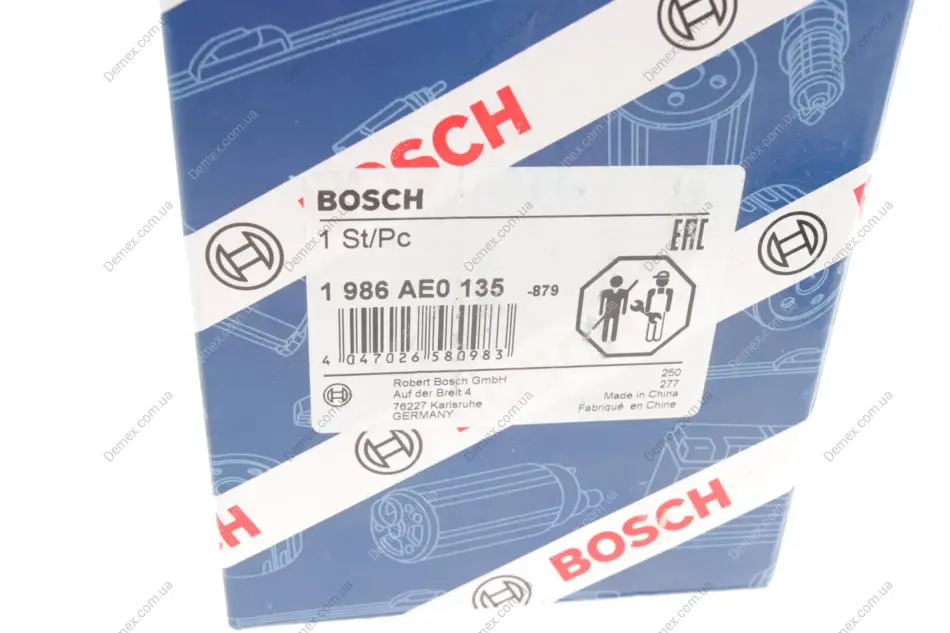 BOSCH
BOSCH
1 St/Pc
EAC
1 986 AE0 135 -879
4 047026 580983
Robert Bosch GmbH
Auf der Breit 4
76227 Karlsruhe
GERMANY
250
277
Made in China
Fabriqué en Chine
H
BOSCH
Demex.com.ua